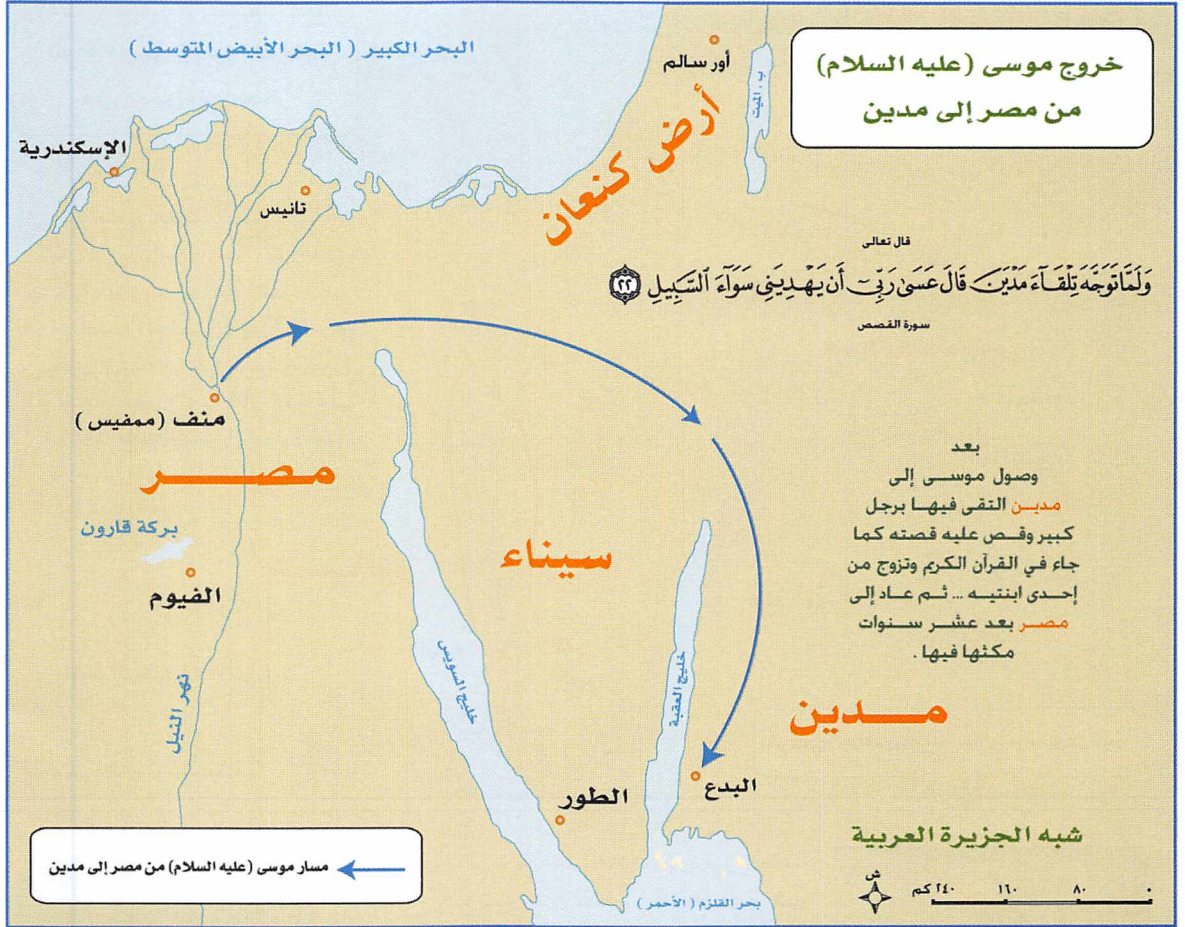 خروج موسى (عليه السلام)
من مصر إلى مدين
البحر الكبير ( البحر الأبيض المتوسط )
أور سالم
ب . الميت
أرض كنعان
الإسكندرية
تانيس
قال تعالى
وَلَمَّا تَوَجَّهَ تِلْقَآءَ مَدْيَنَ قَالَ عَسَىٰ رَبِّىٓ أَن يَهْدِيَنِى سَوَآءَ ٱلسَّبِيلِ ٢٢
سورة القصص
منف ( ممفيس )
مصر
بركة قارون
الفيوم
نهر النيل
سيناء
خليج السويس
خليج العقبة
بعد
وصول موسى إلى
مدين التقى فيها برجل
كبير وقص عليه قصته كما
جاء في القرآن الكريم وتزوج من
إحدى ابنتيه ... ثم عاد إلى
مصر بعد عشر سنوات
مكثها فيها .
مدين
البدع
الطور
شبه الجزيرة العربية
بحر القلزم ( الأحمر )
مسار موسى (عليه السلام) من مصر إلى مدين
ش
٠ ٨٠ ١٦٠ ٢٤٠ كم